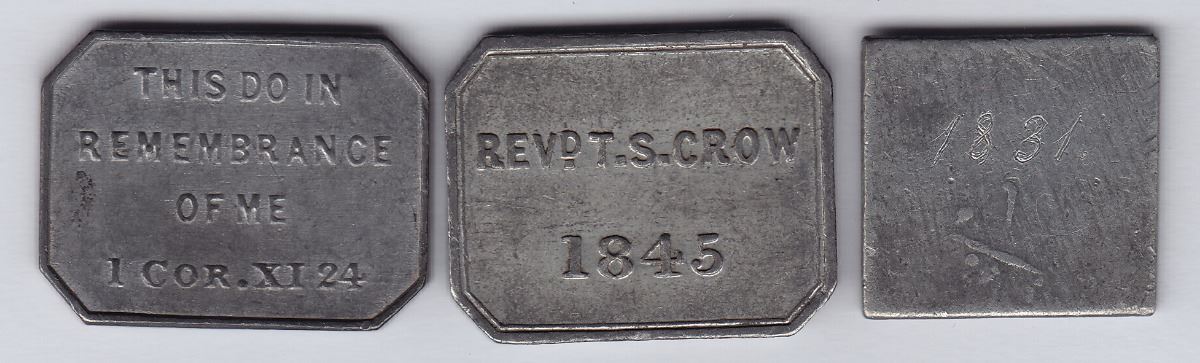 THIS DO IN
REMEMBRANCE
OF ME
1 COR. XI 24
REVD T.S. CROW
1845
1831.